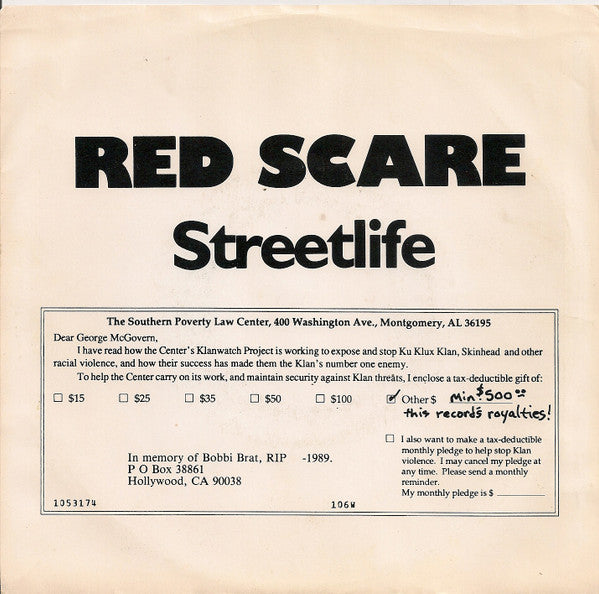 RED SCARE
Streetlife
The Southern Poverty Law Center, 400 Washington Ave., Montgomery, AL 36195
Dear George McGovern,
I have read how the Center's Klanwatch Project is working to expose and stop Ku Klux Klan, Skinhead and other
racial violence, and how their success has made them the Klan's number one enemy.
To help the Center carry on its work, and maintain security against Klan threats, I enclose a tax-deductible gift of:
☐ $15 ☐ $25 ☐ $35 ☐ $50 ☐ $100 ☑ Other $ Min. $500.00
this record's royalties!
☐ I also want to make a tax-deductible
monthly pledge to help stop Klan
violence. I may cancel my pledge at
any time. Please send a monthly
reminder.
My monthly pledge is $
In memory of Bobbi Brat, RIP -1989.
P O Box 38861
Hollywood, CA 90038
1053174 106W